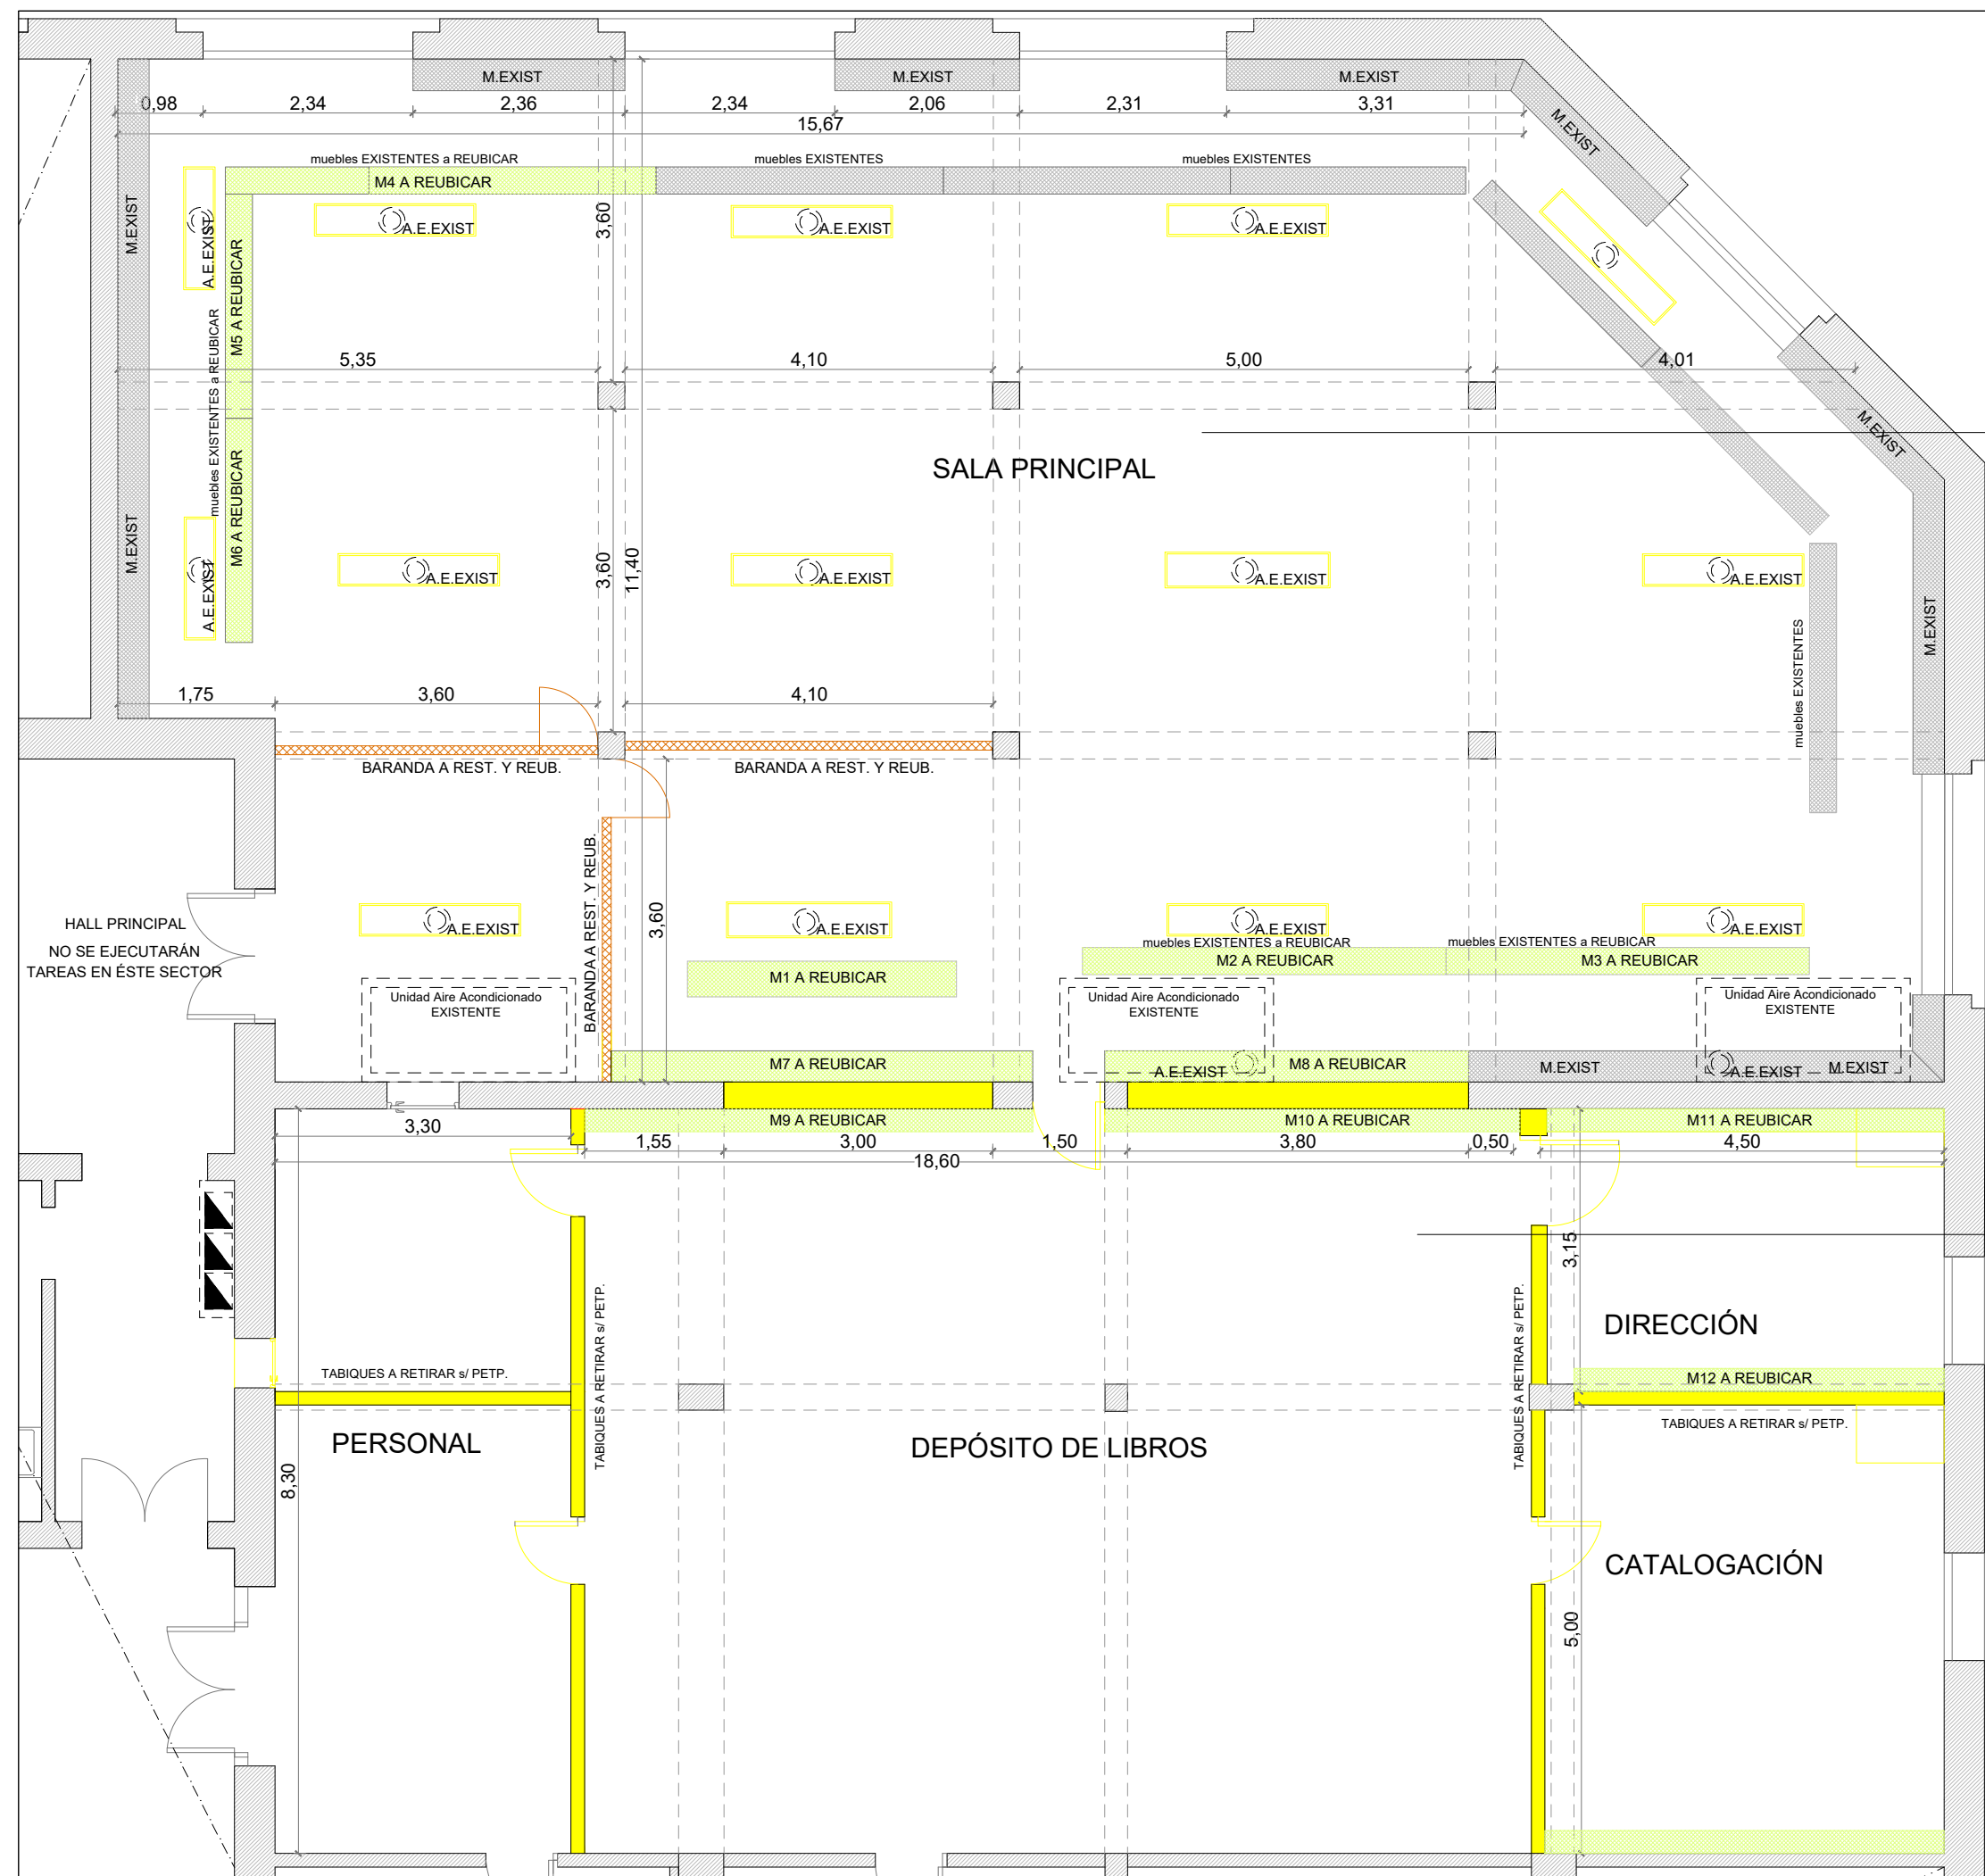 M.EXIST
M.EXIST
M.EXIST
0,98
2,34
2,36
2,34
2,06
2,31
3,31
15,67
M.EXIST
muebles EXISTENTES a REUBICAR
muebles EXISTENTES
muebles EXISTENTES
M4 A REUBICAR
M.EXIST
A.E.EXIST
A.E.EXIST
3,60
A.E.EXIST
A.E.EXIST
M5 A REUBICAR
muebles EXISTENTES a REUBICAR
5,35
4,10
5,00
4,01
M.EXIST
SALA PRINCIPAL
M6 A REUBICAR
M.EXIST
A.E.EXIST
A.E.EXIST
3,60
11,40
A.E.EXIST
A.E.EXIST
A.E.EXIST
M.EXIST
muebles EXISTENTES
1,75
3,60
4,10
BARANDA A REST. Y REUB.
BARANDA A REST. Y REUB.
BARANDA A REST. Y REUB.
3,60
HALL PRINCIPAL
NO SE EJECUTARÁN
TAREAS EN ÉSTE SECTOR
A.E.EXIST
A.E.EXIST
A.E.EXIST
A.E.EXIST
muebles EXISTENTES a REUBICAR
muebles EXISTENTES a REUBICAR
M1 A REUBICAR
M2 A REUBICAR
M3 A REUBICAR
Unidad Aire Acondicionado
EXISTENTE
Unidad Aire Acondicionado
EXISTENTE
Unidad Aire Acondicionado
EXISTENTE
M7 A REUBICAR
A.E.EXIST
M8 A REUBICAR
M.EXIST
A.E.EXIST
M.EXIST
M9 A REUBICAR
M10 A REUBICAR
M11 A REUBICAR
3,30
1,55
3,00
1,50
3,80
0,50
4,50
18,60
3,15
TABIQUES A RETIRAR s/ PETP.
TABIQUES A RETIRAR s/ PETP.
DIRECCIÓN
TABIQUES A RETIRAR s/ PETP.
M12 A REUBICAR
TABIQUES A RETIRAR s/ PETP.
PERSONAL
DEPÓSITO DE LIBROS
8,30
CATALOGACIÓN
5,00